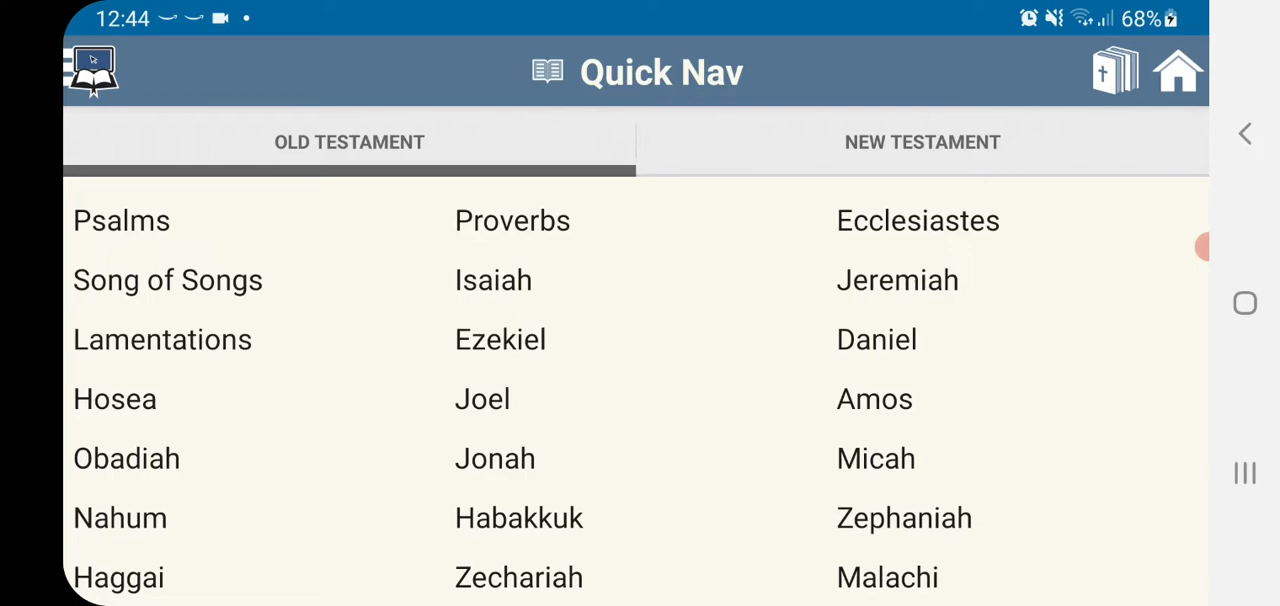 12:44 68%
Quick Nav
OLD TESTAMENT NEW TESTAMENT
Psalms Proverbs Ecclesiastes
Song of Songs Isaiah Jeremiah
Lamentations Ezekiel Daniel
Hosea Joel Amos
Obadiah Jonah Micah
Nahum Habakkuk Zephaniah
Haggai Zechariah Malachi